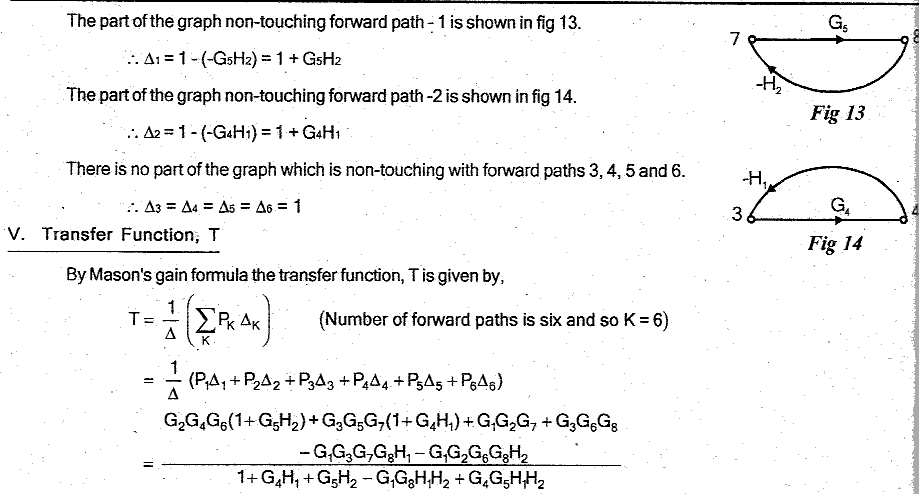 The part of the graph non-touching forward path - 1 is shown in fig 13.
∴ Δ1 = 1 - (-G5H2) = 1 + G5H2
The part of the graph non-touching forward path -2 is shown in fig 14.
∴ Δ2 = 1 - (-G4H1) = 1 + G4H1
There is no part of the graph which is non-touching with forward paths 3, 4, 5 and 6.
∴ Δ3 = Δ4 = Δ5 = Δ6 = 1
V. Transfer Function, T
By Mason's gain formula the transfer function, T is given by,
T = 1/Δ (∑K PK ΔK) (Number of forward paths is six and so K = 6)
= 1/Δ (P1Δ1 + P2Δ2 + P3Δ3 + P4Δ4 + P5Δ5 + P6Δ6)
G2G4G6(1+G5H2)+G3G5G7(1+G4H1)+G1G2G7 + G3G6G8
= - G1G3G7G8H1 – G1G2G6G8H2
1+ G4H1 + G5H2 – G1G8H1H2 + G4G5H1H2
G5
7 8
-H2
Fig 13
-H1
G4
3 4
Fig 14